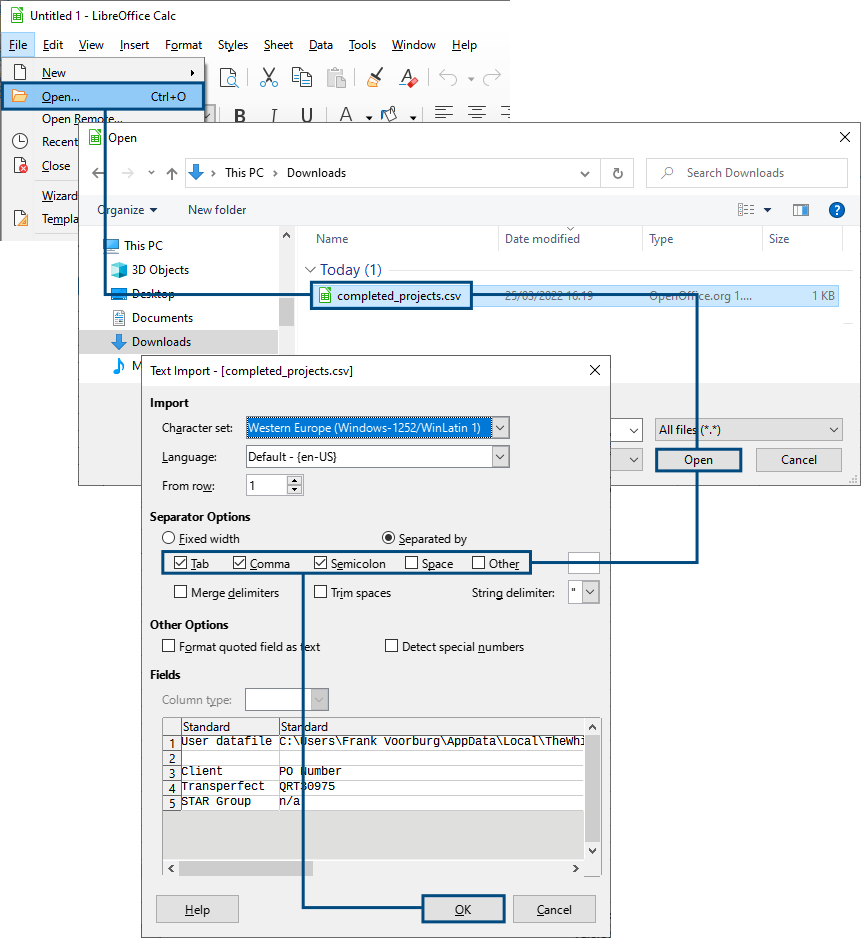 Untitled 1 - LibreOffice Calc
File Edit View Insert Format Styles Sheet Data Tools Window Help
New
Open... Ctrl+O
Open Remote...
B I U A
Recent
Close
Wizard
Templa
Open
This PC Downloads
Search Downloads
Organize New folder
?
Name Date modified Type Size
This PC
3D Objects
Desktop
Documents
Downloads
M
Today (1)
completed_projects.csv 25/03/2022 16:19 OpenOffice.org 1.... 1 KB
All files (*.*)
Open Cancel
Text Import - [completed_projects.csv]
Import
Character set: Western Europe (Windows-1252/WinLatin 1)
Language: Default - {en-US}
From row: 1
Separator Options
Fixed width Separated by
Tab Comma Semicolon Space Other
Merge delimiters Trim spaces String delimiter: "
Other Options
Format quoted field as text Detect special numbers
Fields
Column type:
Standard Standard
1 User datafile C:\Users\Frank Voorburg\AppData\Local\TheWhi
2
3 Client PO Number
4 Transperfect QRT30975
5 STAR Group n/a
Help OK Cancel